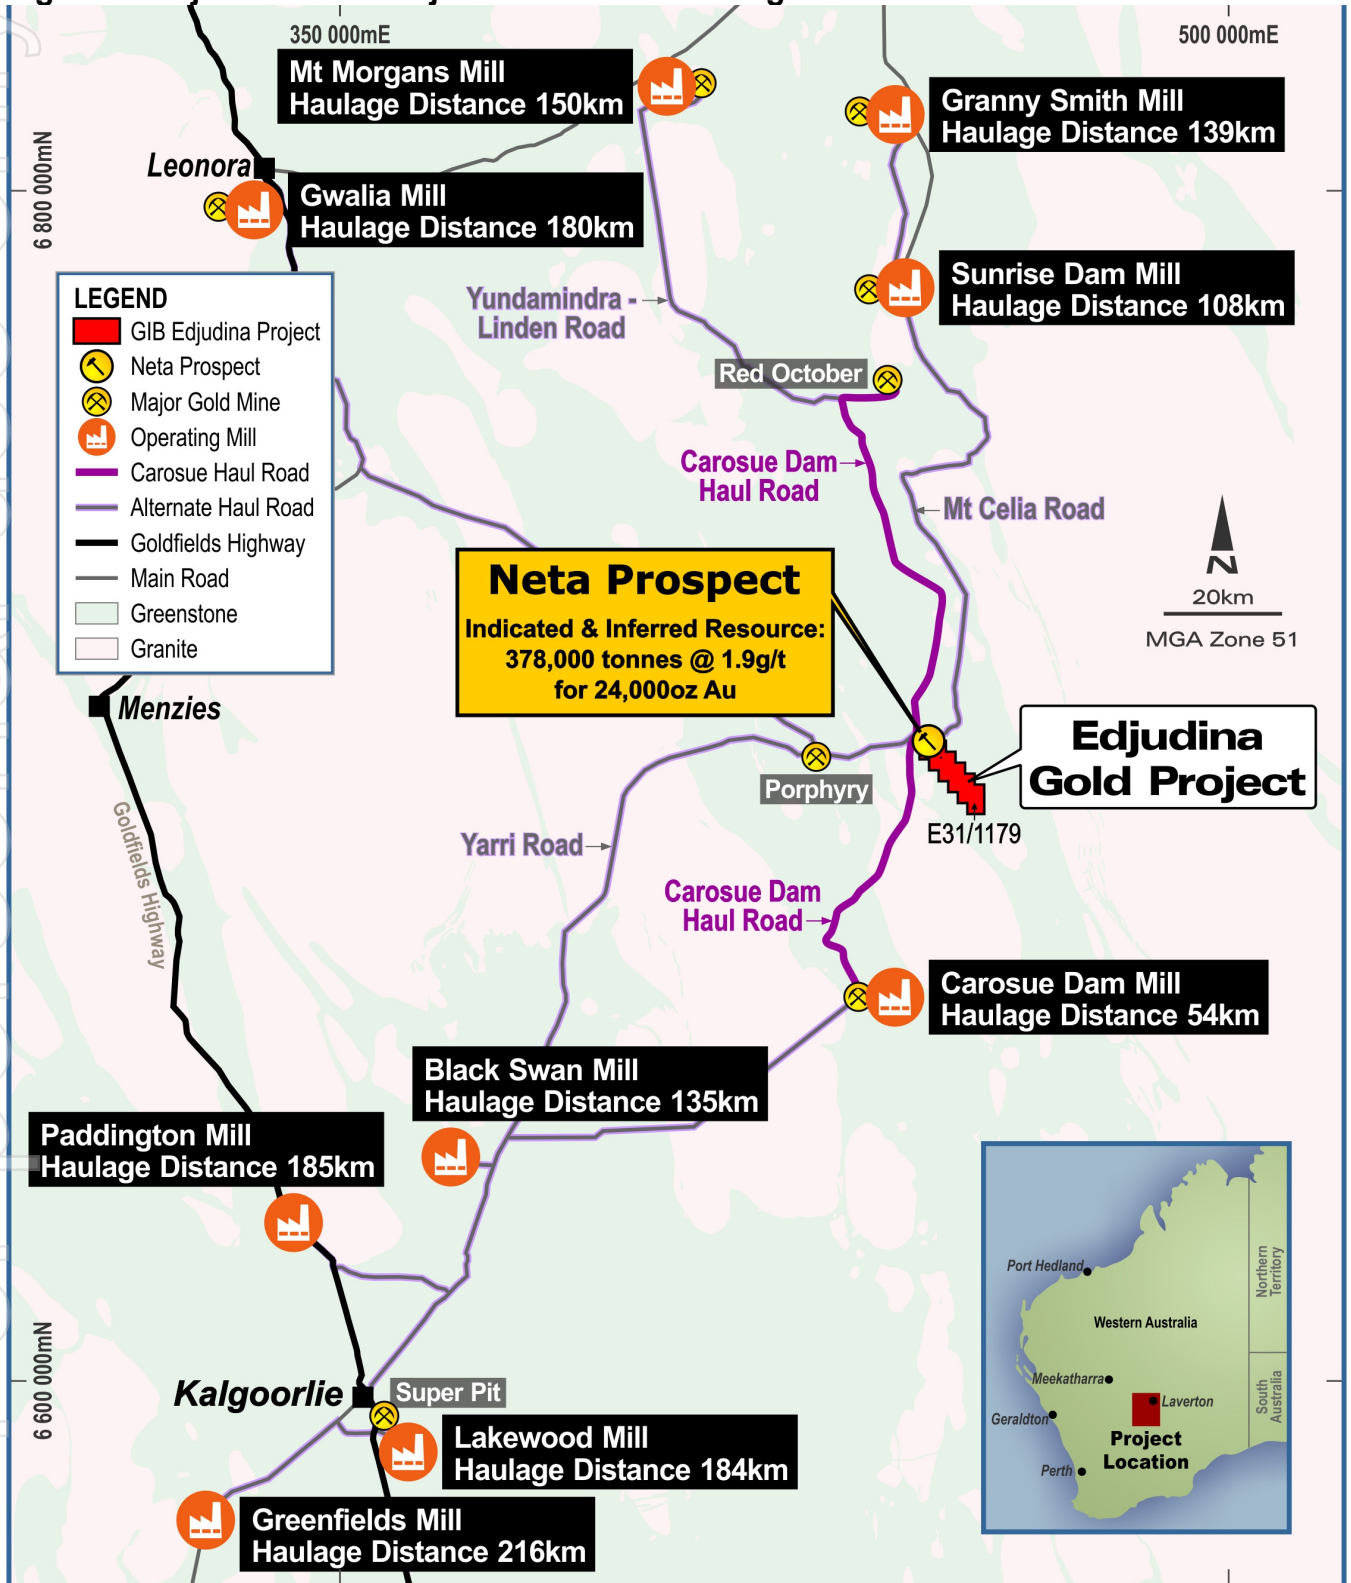 350 000mE
500 000mE
Mt Morgans Mill
Haulage Distance 150km
Granny Smith Mill
Haulage Distance 139km
6 800 000mN
Leonora
Gwalia Mill
Haulage Distance 180km
Sunrise Dam Mill
Haulage Distance 108km
Yundamindra -
Linden Road
LEGEND
GIB Edjudina Project
Neta Prospect
Major Gold Mine
Operating Mill
Carosue Haul Road
Alternate Haul Road
Goldfields Highway
Main Road
Greenstone
Granite
Red October
Carosue Dam
Haul Road
Mt Celia Road
N
20km
MGA Zone 51
Neta Prospect
Indicated & Inferred Resource:
378,000 tonnes @ 1.9g/t
for 24,000oz Au
Menzies
Edjudina
Gold Project
Porphyry
E31/1179
Goldfields Highway
Yarri Road
Carosue Dam
Haul Road
Carosue Dam Mill
Haulage Distance 54km
Black Swan Mill
Haulage Distance 135km
Paddington Mill
Haulage Distance 185km
Port Hedland
Northern
Territory
Western Australia
Meekatharra
Laverton
Geraldton
South
Australia
Project
Location
Perth
6 600 000mN
Kalgoorlie
Super Pit
Lakewood Mill
Haulage Distance 184km
Greenfields Mill
Haulage Distance 216km